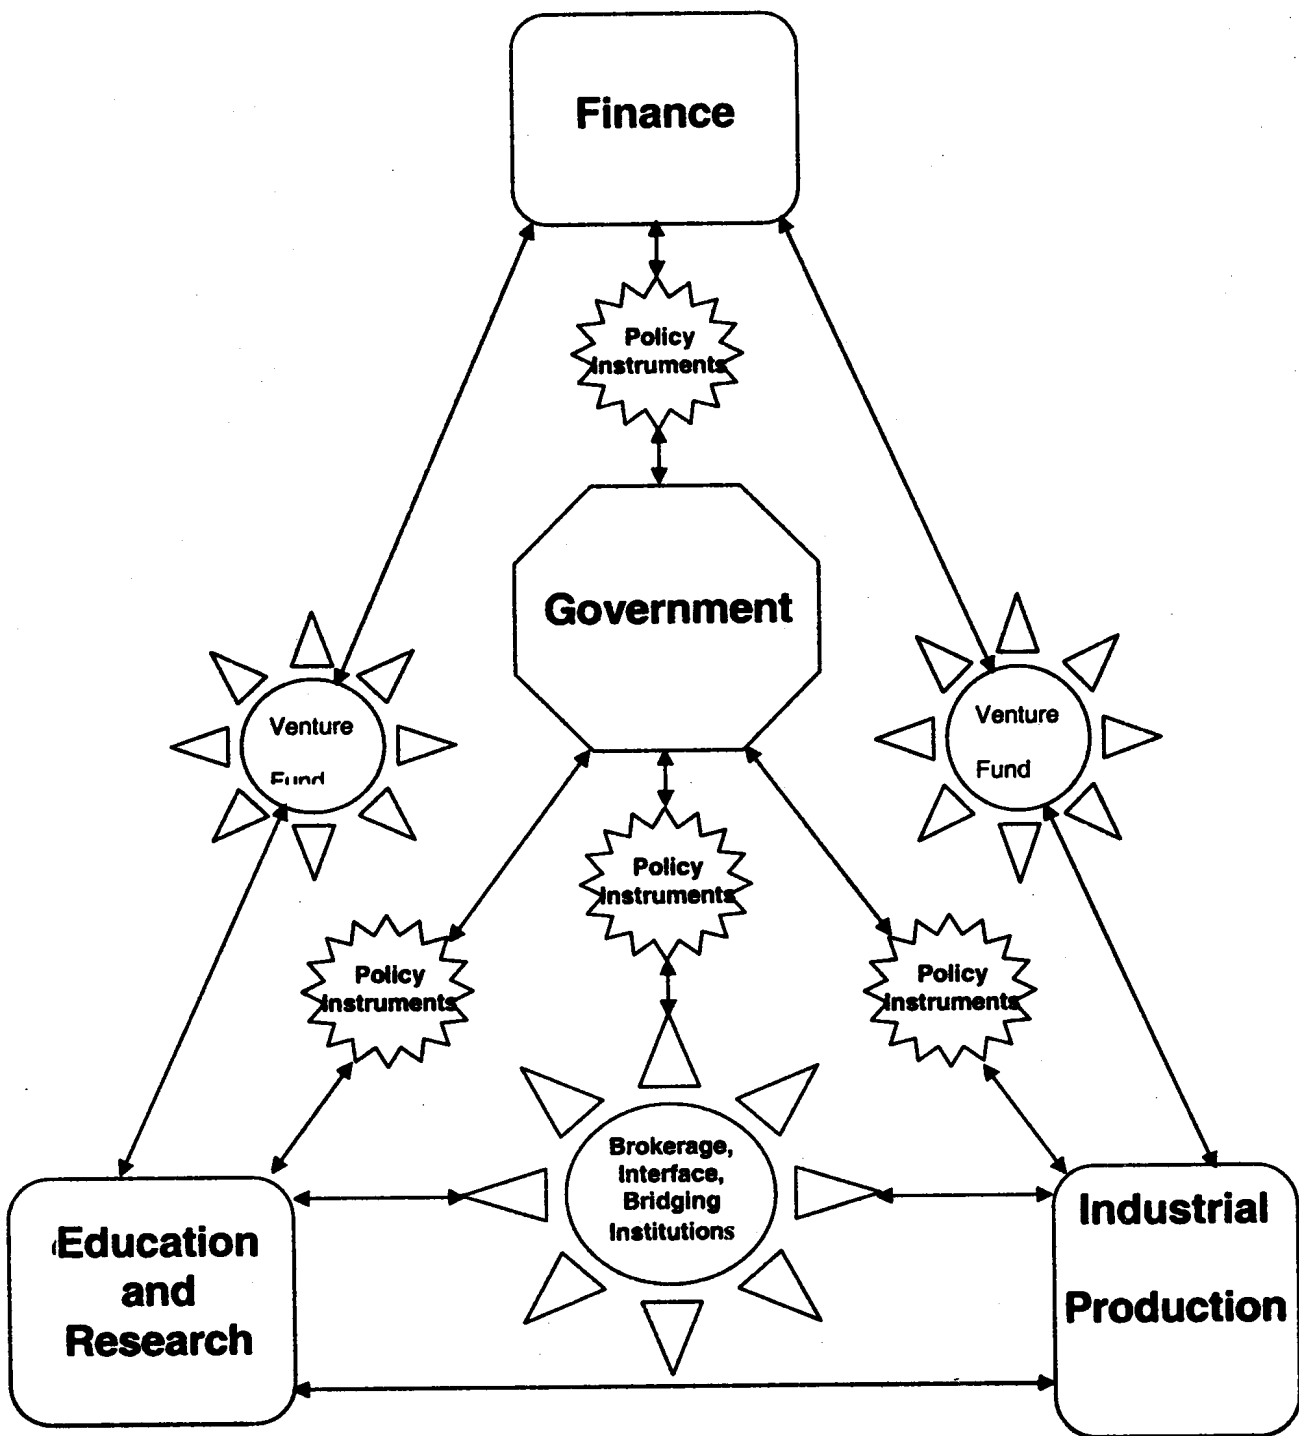 Finance
Policy
Instruments
Government
Venture
Fund
Venture
Fund
Policy
Instruments
Policy
Instruments
Policy
Instruments
Brokerage,
Interface,
Bridging
Institutions
Education
and
Research
Industrial
Production